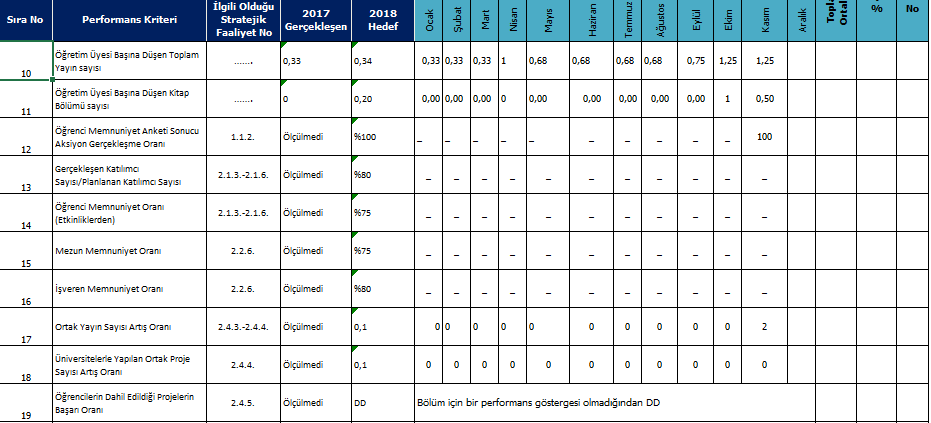 Sıra No Performans Kriteri İlgili Olduğu Stratejik Faaliyet No 2017 Gerçekleşen 2018 Hedef Ocak Şubat Mart Nisan Mayıs Haziran Temmuz Ağustos Eylül Ekim Kasım Aralık % No
10 Öğretim Üyesi Başına Düşen Toplam Yayın sayısı ……. 0,33 0,34 0,33 0,33 0,33 1 0,68 0,68 0,68 0,68 0,75 1,25 1,25
11 Öğretim Üyesi Başına Düşen Kitap Bölümü sayısı ……. 0 0,20 0,00 0,00 0,00 0 0,00 0,00 0,00 0,00 0,00 1 0,50
12 Öğrenci Memnuniyet Anketi Sonucu Aksiyon Gerçekleşme Oranı 1.1.2. Ölçülmedi %100 _ _ _ _ _ _ _ _ _ _ 100
13 Gerçekleşen Katılımcı Sayısı/Planlanan Katılımcı Sayısı 2.1.3.-2.1.6. Ölçülmedi %80 _ _ _ _ _ _ _ _ _ _ _
14 Öğrenci Memnuniyet Oranı (Etkinliklerden) 2.1.3.-2.1.6. Ölçülmedi %75 _ _ _ _ _ _ _ _ _ _ _
15 Mezun Memnuniyet Oranı 2.2.6. Ölçülmedi %75 _ _ _ _ _ _ _ _ _ _ _
16 İşveren Memnuniyet Oranı 2.2.6. Ölçülmedi %80 _ _ _ _ _ _ _ _ _ _ _
17 Ortak Yayın Sayısı Artış Oranı 2.4.3.-2.4.4. Ölçülmedi 0,1 0 0 0 0 0 0 0 0 0 0 2
18 Üniversitelerle Yapılan Ortak Proje Sayısı Artış Oranı 2.4.4. Ölçülmedi 0,1 0 0 0 0 0 0 0 0 0 0 0
19 Öğrencilerin Dahil Edildiği Projelerin Başarı Oranı 2.4.5. Ölçülmedi DD Bölüm için bir performans göstergesi olmadığından DD